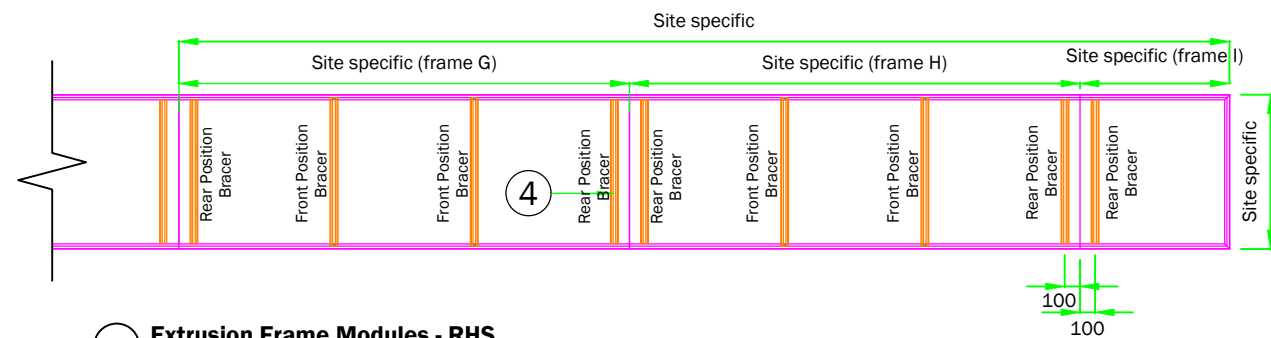 Site specific
Site specific (frame G)
Site specific (frame H)
Site specific (frame I)
Rear Position
Bracer
Front Position
Bracer
Front Position
Bracer
4
Rear Position
Bracer
Rear Position
Bracer
Front Position
Bracer
Front Position
Bracer
Rear Position
Bracer
Rear Position
Bracer
Site specific
100
100
Extrusion Frame Modules - RHS